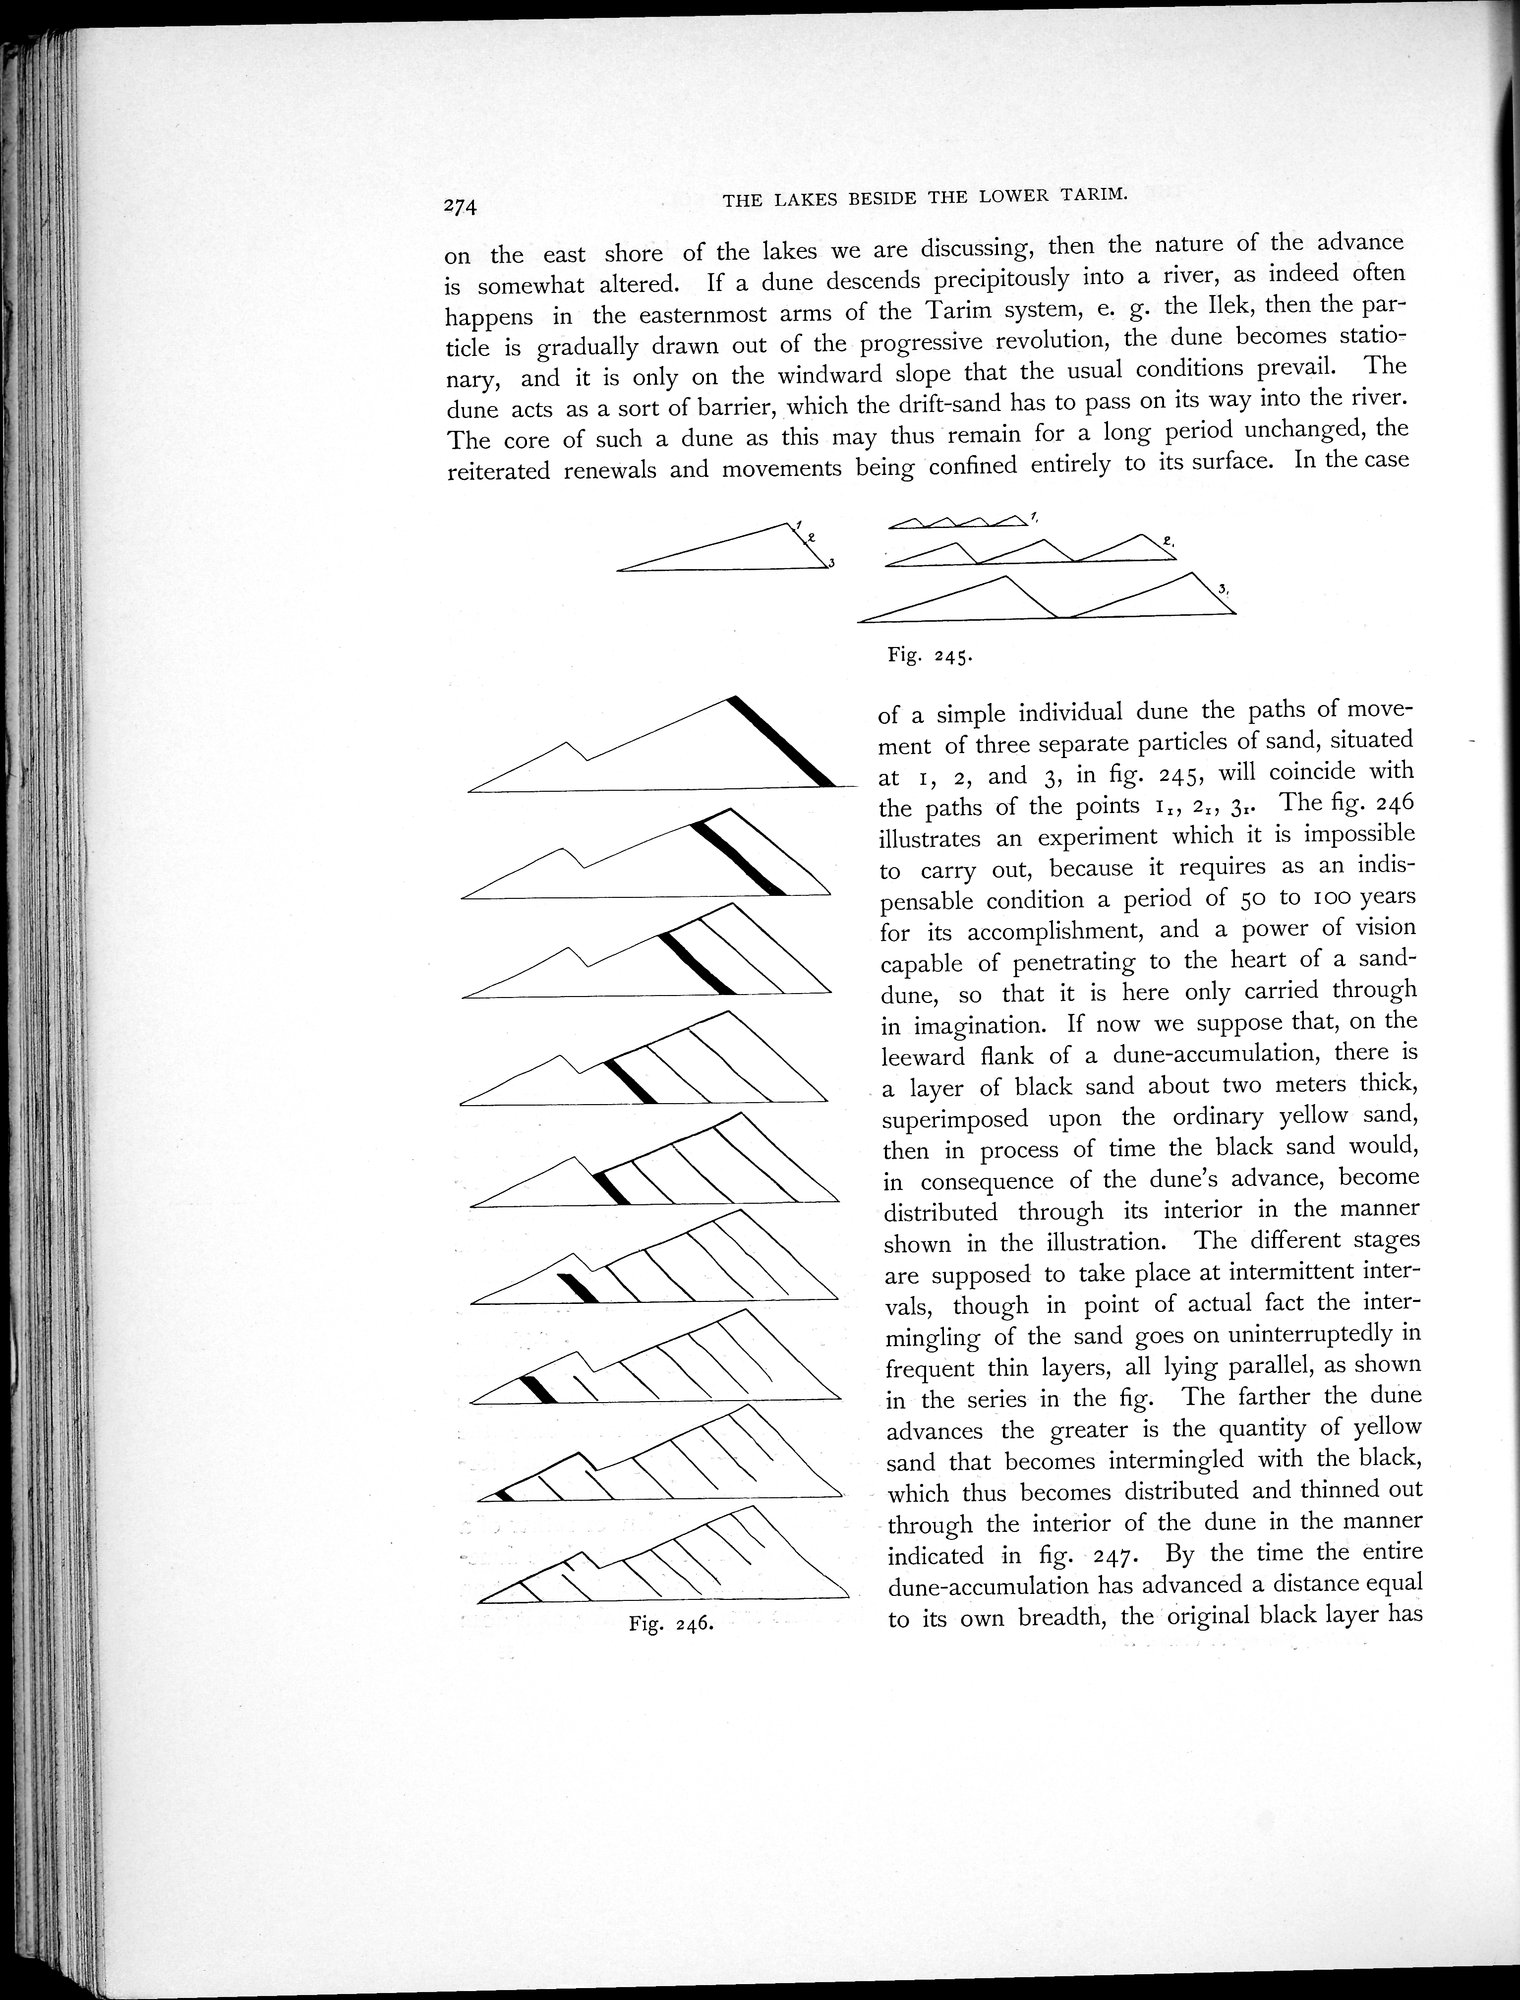 274
THE LAKES BESIDE THE LOWER TARIM.
on the east shore of the lakes we are discussing, then the nature of the advance
is somewhat altered. If a dune descends precipitously into a river, as indeed often
happens in the easternmost arms of the Tarim system, e. g. the Ilek, then the par-
ticle is gradually drawn out of the progressive revolution, the dune becomes statio-
nary, and it is only on the windward slope that the usual conditions prevail. The
dune acts as a sort of barrier, which the drift-sand has to pass on its way into the river.
The core of such a dune as this may thus remain for a long period unchanged, the
reiterated renewals and movements being confined entirely to its surface. In the case
1
2
3
1,
2,
3,
Fig. 245.
of a simple individual dune the paths of move-
ment of three separate particles of sand, situated
at 1, 2, and 3, in fig. 245, will coincide with
the paths of the points 1₁, 2₁, 3₁. The fig. 246
illustrates an experiment which it is impossible
to carry out, because it requires as an indis-
pensable condition a period of 50 to 100 years
for its accomplishment, and a power of vision
capable of penetrating to the heart of a sand-
dune, so that it is here only carried through
in imagination. If now we suppose that, on the
leeward flank of a dune-accumulation, there is
a layer of black sand about two meters thick,
superimposed upon the ordinary yellow sand,
then in process of time the black sand would,
in consequence of the dune's advance, become
distributed through its interior in the manner
shown in the illustration. The different stages
are supposed to take place at intermittent inter-
vals, though in point of actual fact the inter-
mingling of the sand goes on uninterruptedly in
frequent thin layers, all lying parallel, as shown
in the series in the fig. The farther the dune
advances the greater is the quantity of yellow
sand that becomes intermingled with the black,
which thus becomes distributed and thinned out
through the interior of the dune in the manner
indicated in fig. 247. By the time the entire
dune-accumulation has advanced a distance equal
to its own breadth, the original black layer has
Fig. 246.